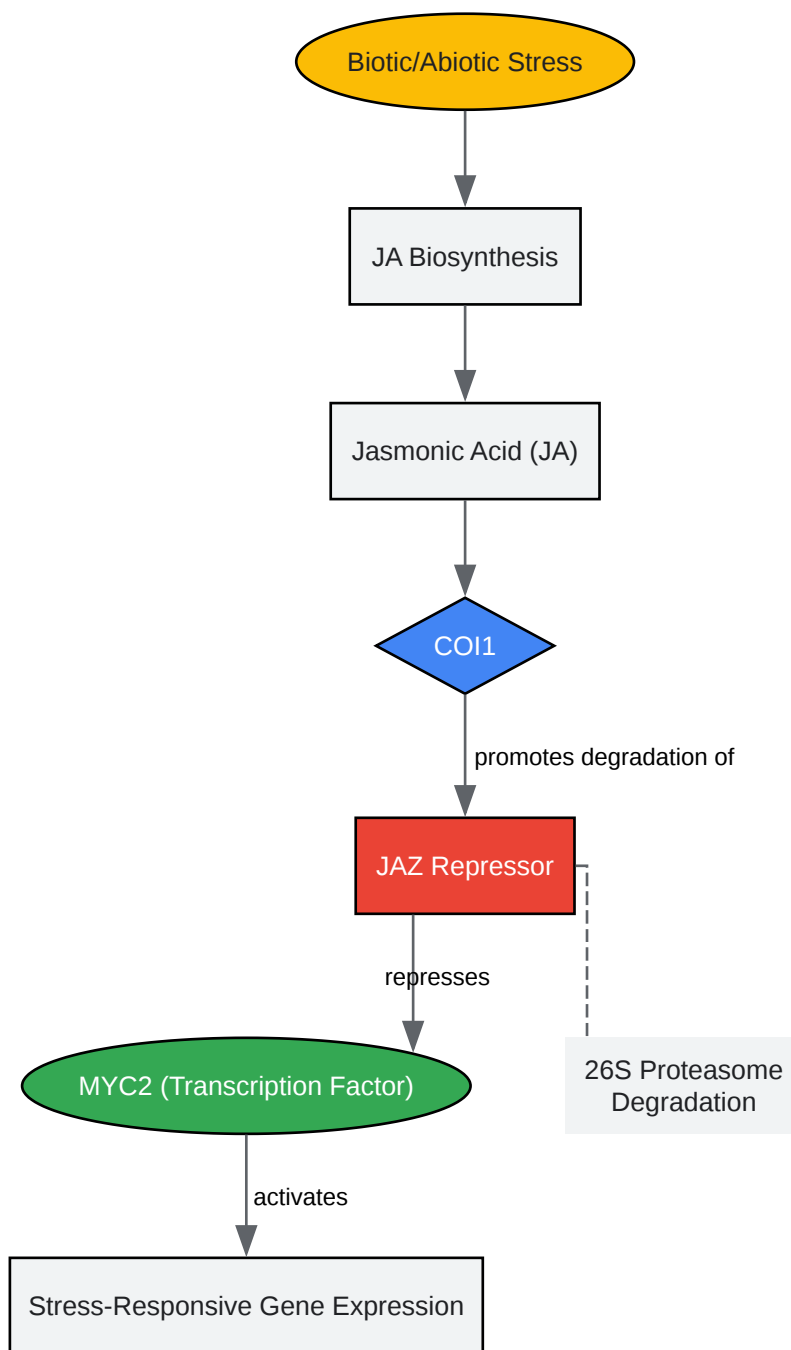 Biotic/Abiotic Stress
JA Biosynthesis
Jasmonic Acid (JA)
COI1
promotes degradation of
JAZ Repressor
represses
MYC2 (Transcription Factor)
26S Proteasome
Degradation
activates
Stress-Responsive Gene Expression